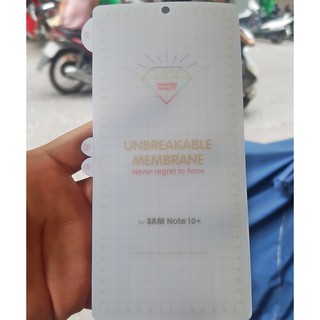 UNBREAKABLE
MEMBRANE
Never regret to have
for SAM Note 10+